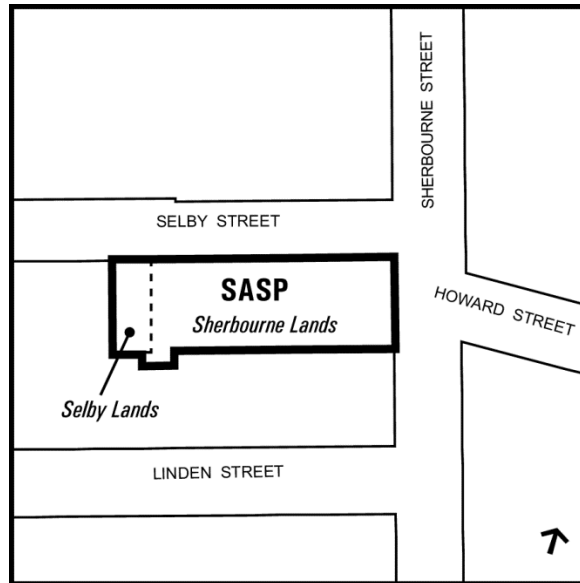 SHERBOURNE STREET
SELBY STREET
SASP
Sherbourne Lands
HOWARD STREET
Selby Lands
LINDEN STREET